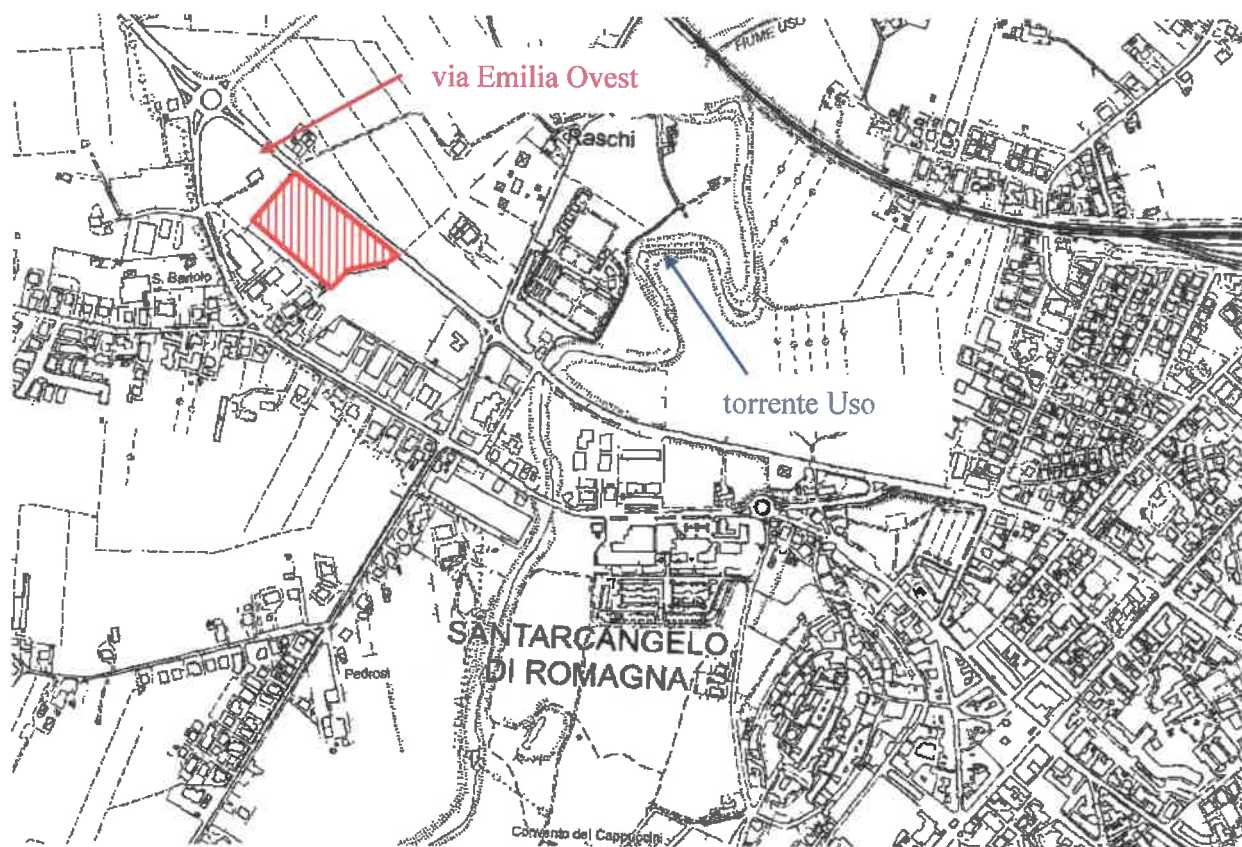 FIUME USO
via Emilia Ovest
Raschi
S. Bartolo
torrente Uso
SANTARCANGELO
DI ROMAGNA
Pedrosi
Convento dei Cappuccini